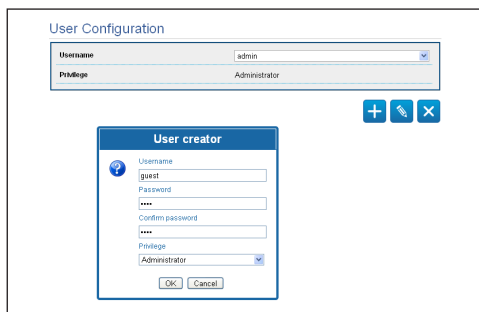 User Configuration
Username admin
Privilege Administrator
User creator
Username
guest
Password
••••
Confirm password
••••
Privilege
Administrator
OK Cancel